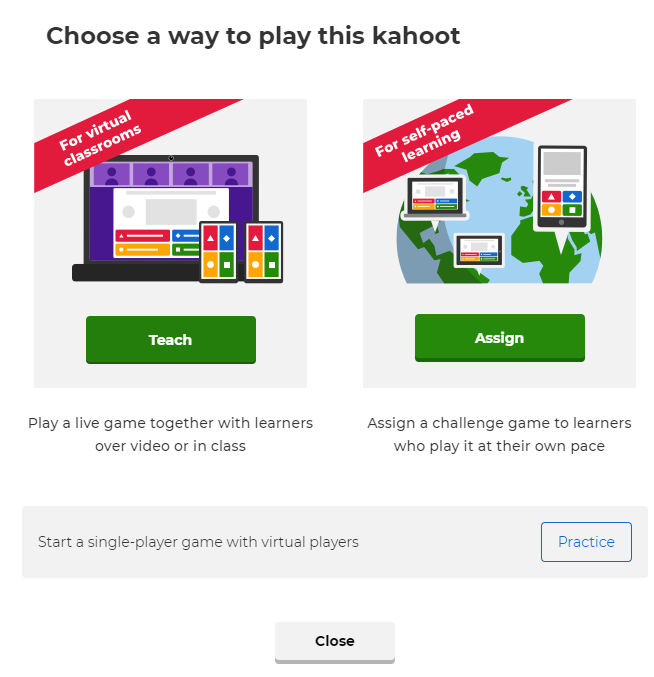 Choose a way to play this kahoot
For virtual
classrooms
For self-paced
learning
Teach
Assign
Play a live game together with learners
over video or in class
Assign a challenge game to learners
who play it at their own pace
Start a single-player game with virtual players
Practice
Close